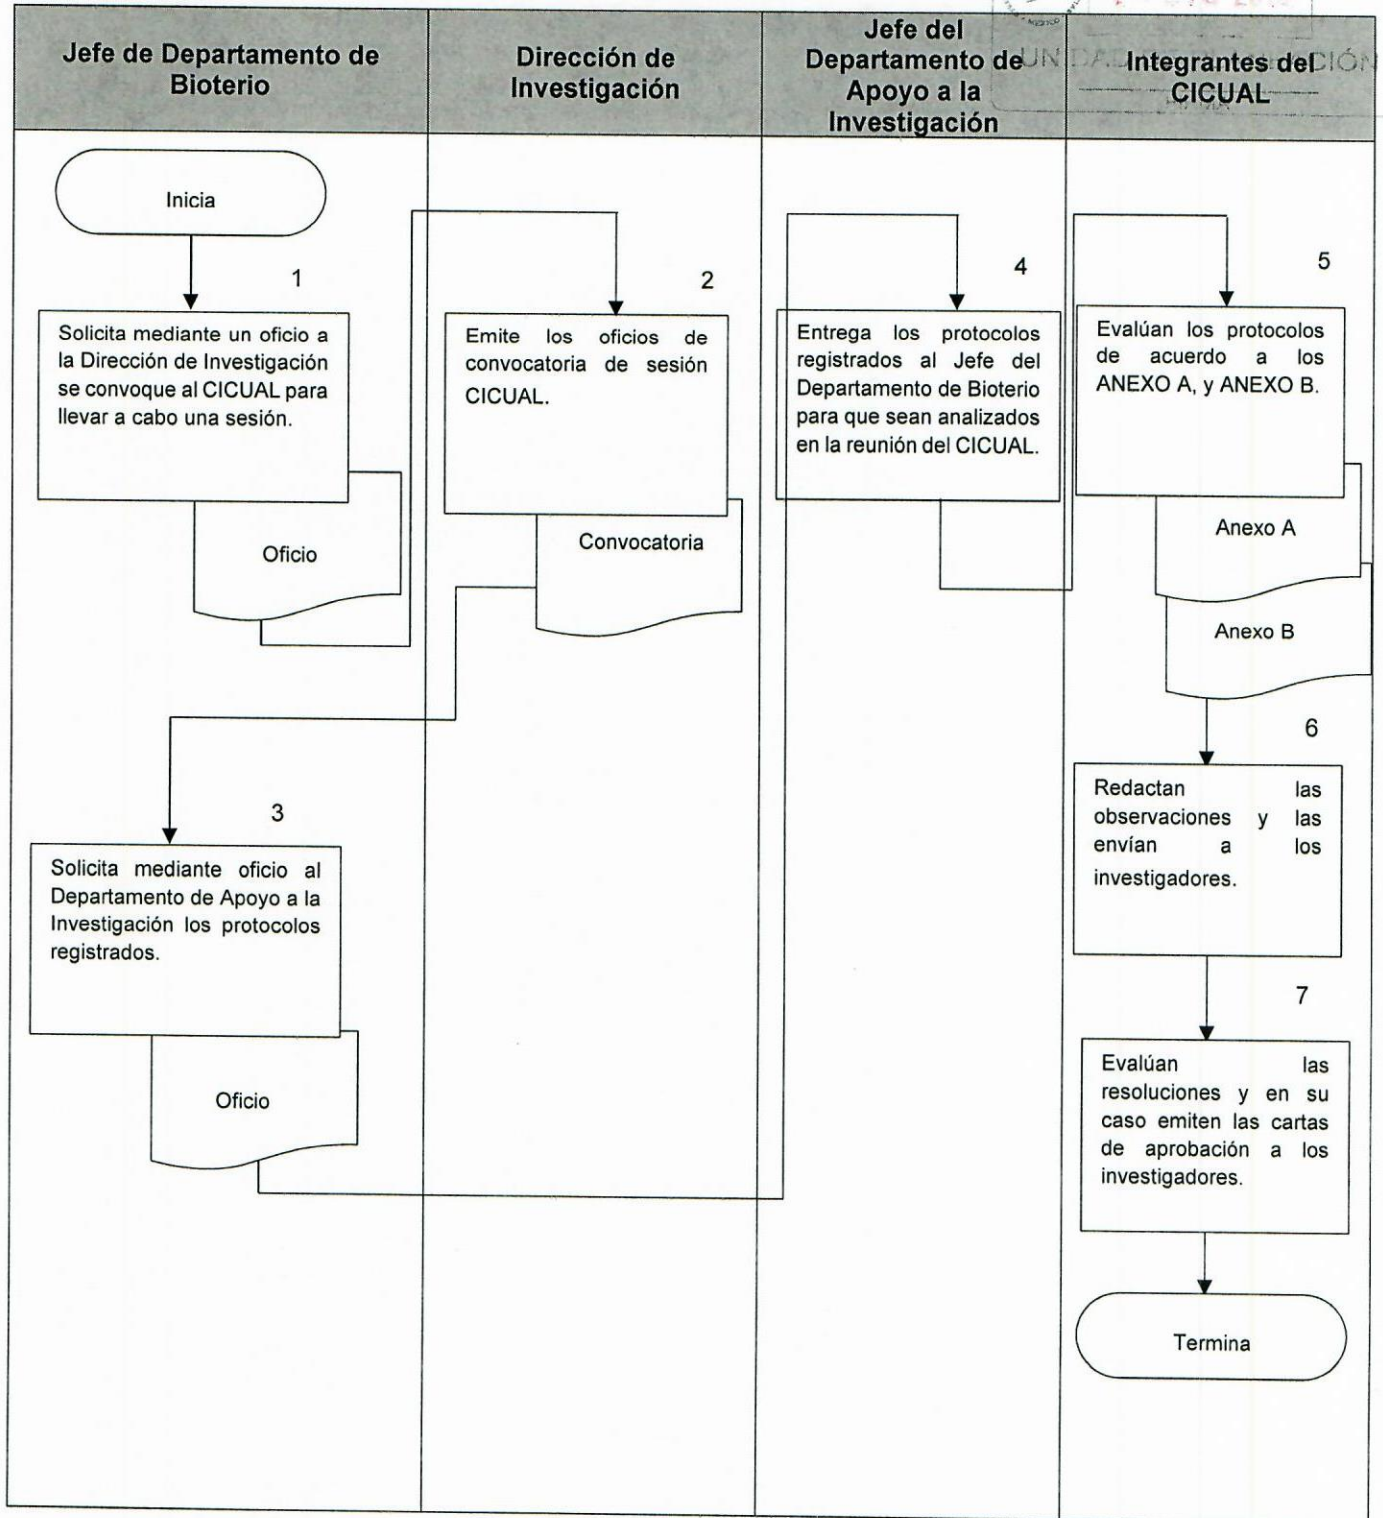 Jefe de Departamento de
Bioterio
Dirección de
Investigación
Jefe del
Departamento de
Apoyo a la
Investigación
Integrantes del
CICUAL
MEXICO
Inicia
1
Solicita mediante un oficio a
la Dirección de Investigación
se convoque al CICUAL para
llevar a cabo una sesión.
Oficio
2
Emite los oficios de
convocatoria de sesión
CICUAL.
Convocatoria
3
Solicita mediante oficio al
Departamento de Apoyo a la
Investigación los protocolos
registrados.
Oficio
4
Entrega los protocolos
registrados al Jefe del
Departamento de Bioterio
para que sean analizados
en la reunión del CICUAL.
5
Evalúan los protocolos
de acuerdo a los
ANEXO A, y ANEXO B.
Anexo A
Anexo B
6
Redactan las
observaciones y las
envían a los
investigadores.
7
Evalúan las
resoluciones y en su
caso emiten las cartas
de aprobación a los
investigadores.
Termina